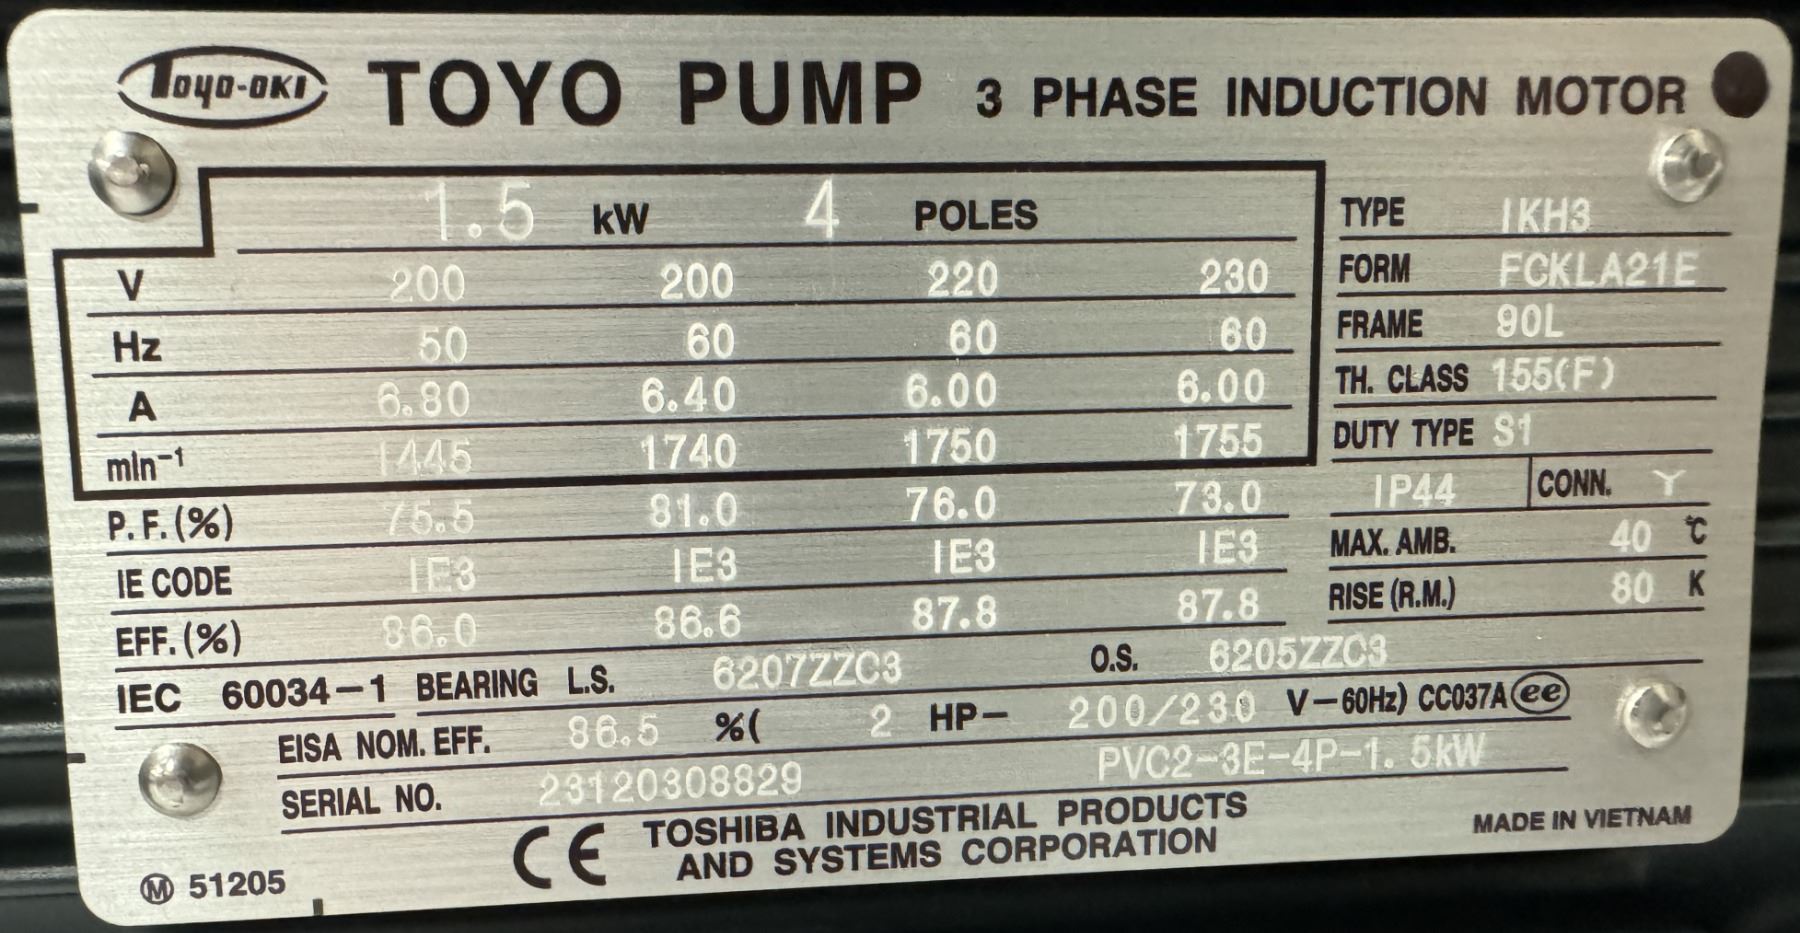 TOYO-OKI TOYO PUMP 3 PHASE INDUCTION MOTOR
1.5 kW 4 POLES
V 200 200 220 230
Hz 50 60 60 60
A 6.80 6.40 6.00 6.00
min-1 1445 1740 1750 1755
P.F.(%) 75.5 81.0 76.0 73.0
IE CODE IE3 IE3 IE3 IE3
EFF.(%) 86.0 86.6 87.8 87.8
TYPE IKH3
FORM FCKLA21E
FRAME 90L
TH. CLASS 155(F)
DUTY TYPE S1
IP44 CONN. Y
MAX. AMB. 40 ℃
RISE (R.M.) 80 K
IEC 60034-1 BEARING L.S. 6207ZZC3 O.S. 6205ZZC3
EISA NOM. EFF. 86.5 %( 2 HP- 200/230 V-60Hz) CC037A ee
SERIAL NO. 23120308829 PVC2-3E-4P-1.5kW
CE TOSHIBA INDUSTRIAL PRODUCTS
AND SYSTEMS CORPORATION
MADE IN VIETNAM
Ⓜ 51205